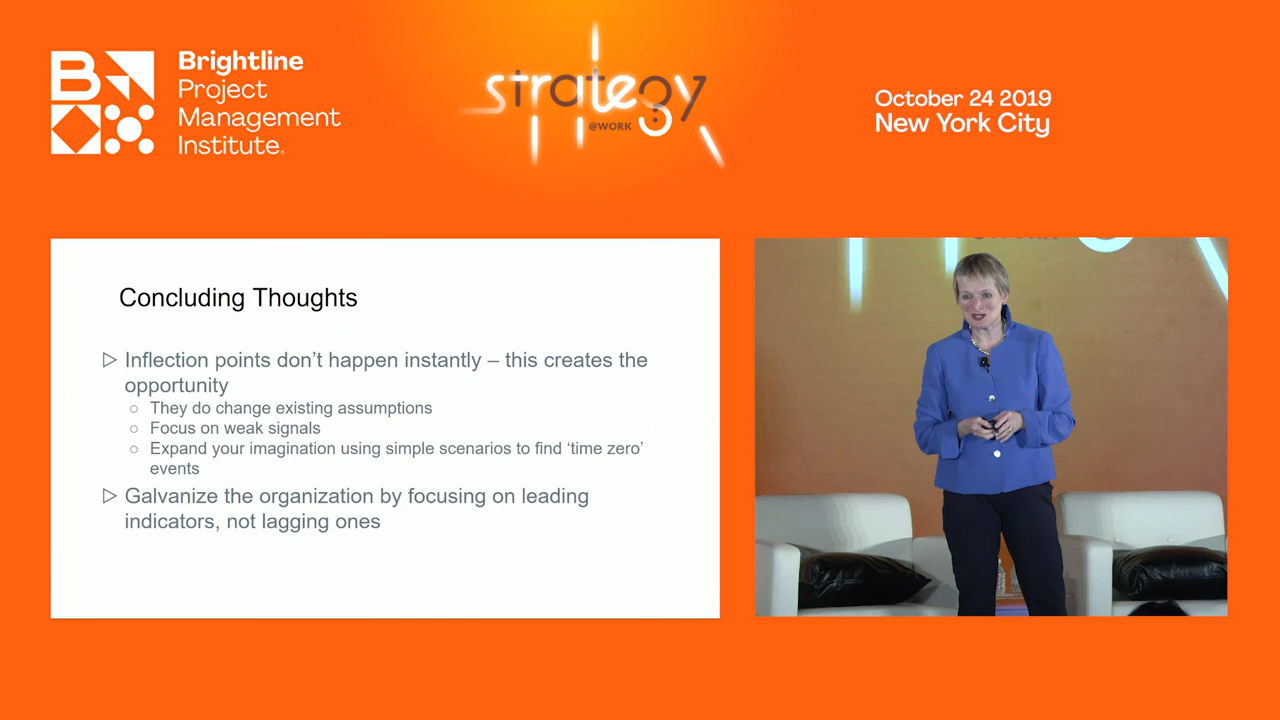 B
Brightline
Project
Management
Institute.
strategy
@WORK
October 24 2019
New York City
Concluding Thoughts
▷ Inflection points don’t happen instantly – this creates the
opportunity
○ They do change existing assumptions
○ Focus on weak signals
○ Expand your imagination using simple scenarios to find ‘time zero’
events
▷ Galvanize the organization by focusing on leading
indicators, not lagging ones